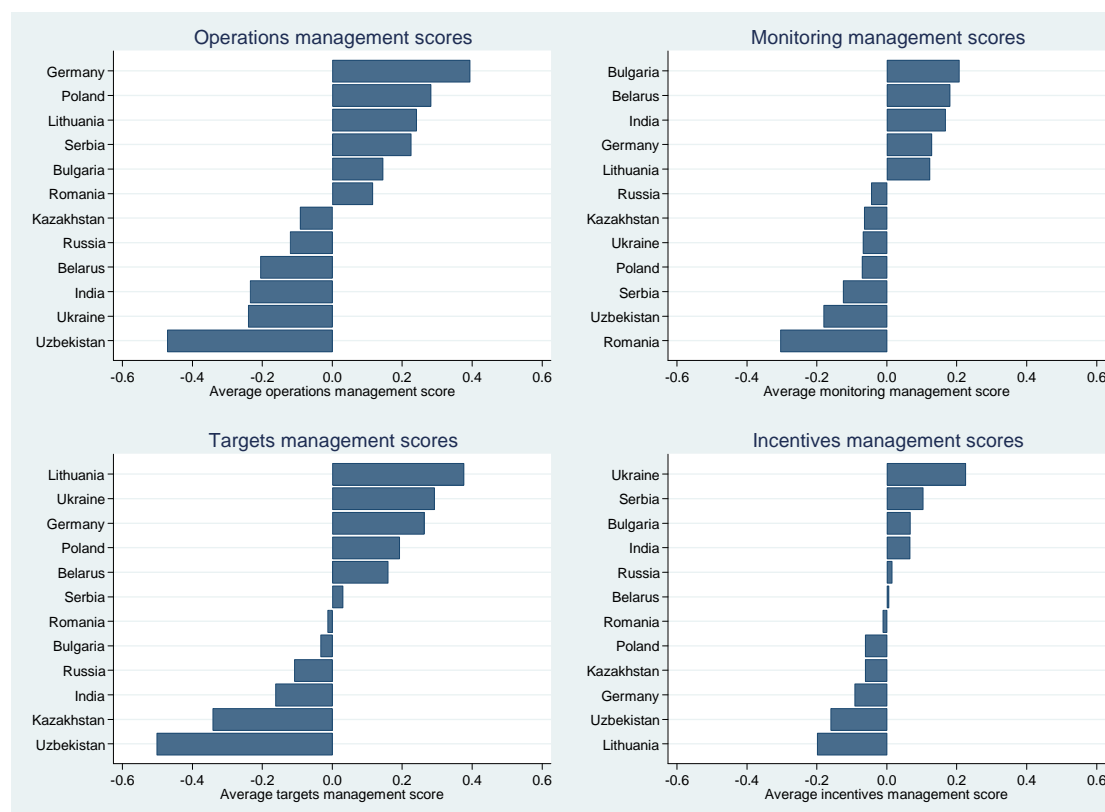 Operations management scores
Germany
Poland
Lithuania
Serbia
Bulgaria
Romania
Kazakhstan
Russia
Belarus
India
Ukraine
Uzbekistan
-0.6 -0.4 -0.2 0.0 0.2 0.4 0.6
Average operations management score
Monitoring management scores
Bulgaria
Belarus
India
Germany
Lithuania
Russia
Kazakhstan
Ukraine
Poland
Serbia
Uzbekistan
Romania
-0.6 -0.4 -0.2 0.0 0.2 0.4 0.6
Average monitoring management score
Targets management scores
Lithuania
Ukraine
Germany
Poland
Belarus
Serbia
Romania
Bulgaria
Russia
India
Kazakhstan
Uzbekistan
-0.6 -0.4 -0.2 0.0 0.2 0.4 0.6
Average targets management score
Incentives management scores
Ukraine
Serbia
Bulgaria
India
Russia
Belarus
Romania
Poland
Kazakhstan
Germany
Uzbekistan
Lithuania
-0.6 -0.4 -0.2 0.0 0.2 0.4 0.6
Average incentives management score